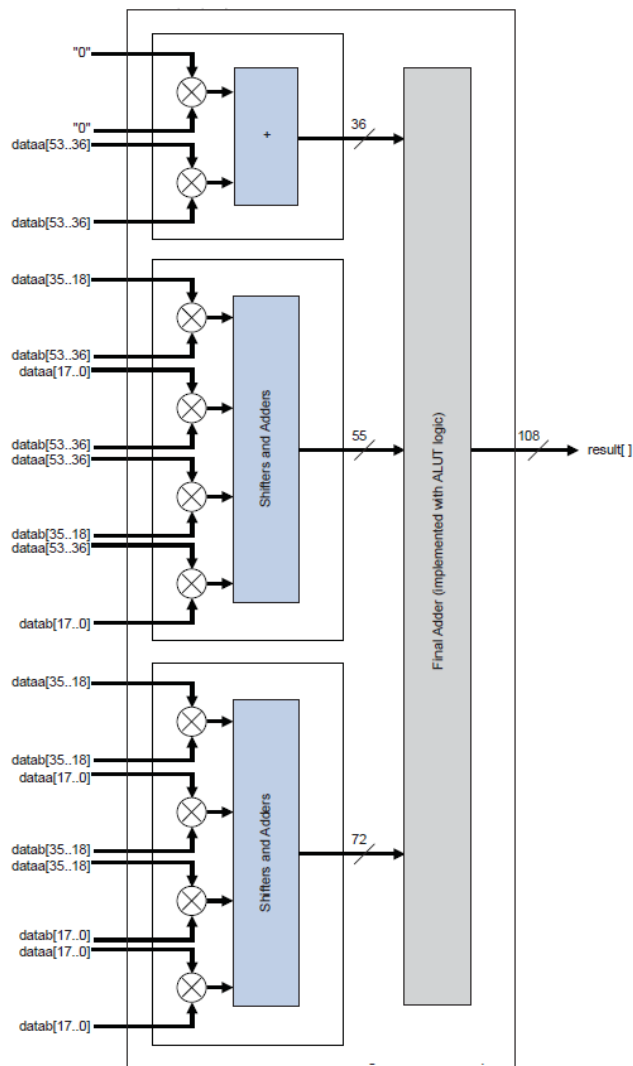 "0"
"0"
dataa[53..36]
datab[53..36]
+
36
dataa[35..18]
datab[53..36]
dataa[17..0]
datab[53..36]
dataa[53..36]
datab[35..18]
dataa[53..36]
datab[17..0]
Shifters and Adders
55
dataa[35..18]
datab[35..18]
dataa[17..0]
datab[35..18]
dataa[35..18]
datab[17..0]
dataa[17..0]
datab[17..0]
Shifters and Adders
72
Final Adder (implemented with ALUT logic)
108
result[ ]